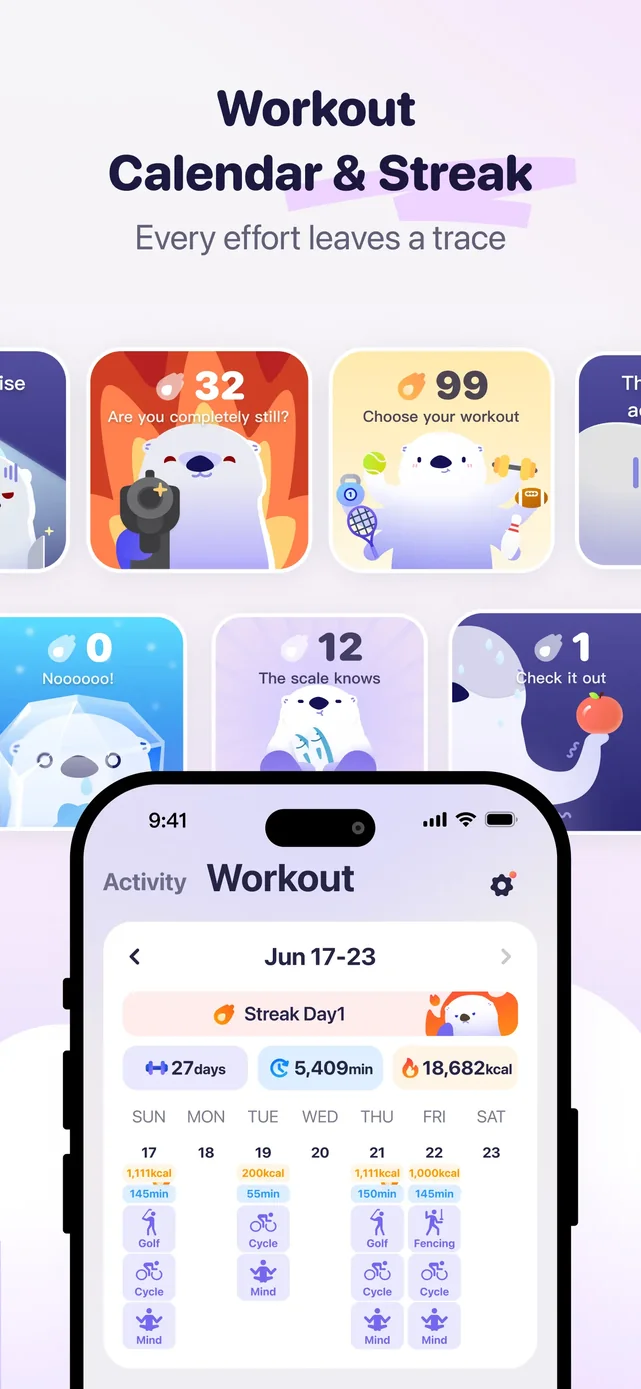 Workout
Calendar & Streak
Every effort leaves a trace
ise
32
Are you completely still?
99
Choose your workout
1
Th
a
0
Noooooo!
12
The scale knows
1
Check it out
9:41
Activity Workout
Jun 17-23
Streak Day1
27days 5,409min 18,682kcal
SUN MON TUE WED THU FRI SAT
17 18 19 20 21 22 23
1,111kcal 200kcal 1,111kcal 1,000kcal
145min 55min 150min 145min
Golf Cycle Golf Fencing
Cycle Mind Cycle Cycle
Mind Mind Mind